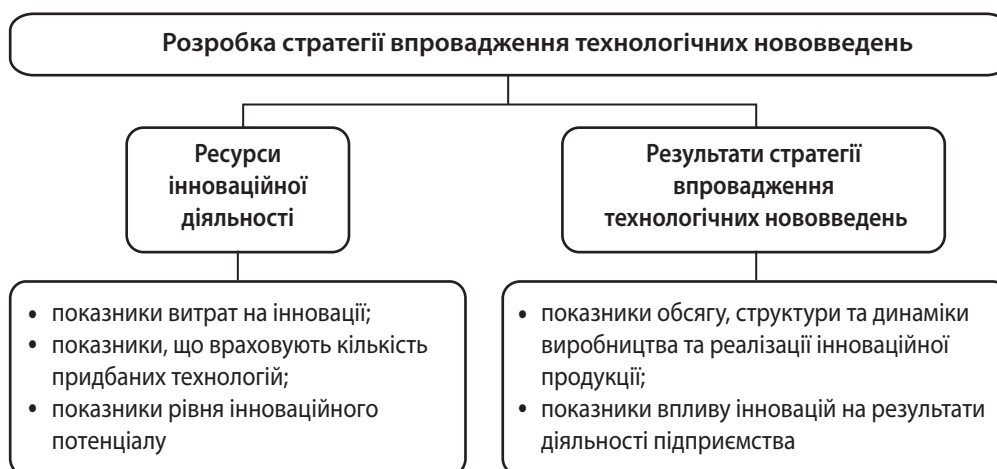 Розробка стратегії впровадження технологічних нововведень
Ресурси
інноваційної
діяльності
Результати стратегії
впровадження
технологічних нововведень
• показники витрат на інновації;
• показники, що враховують кількість
придбаних технологій;
• показники рівня інноваційного
потенціалу
• показники обсягу, структури та динаміки
виробництва та реалізації інноваційної
продукції;
• показники впливу інновацій на результати
діяльності підприємства